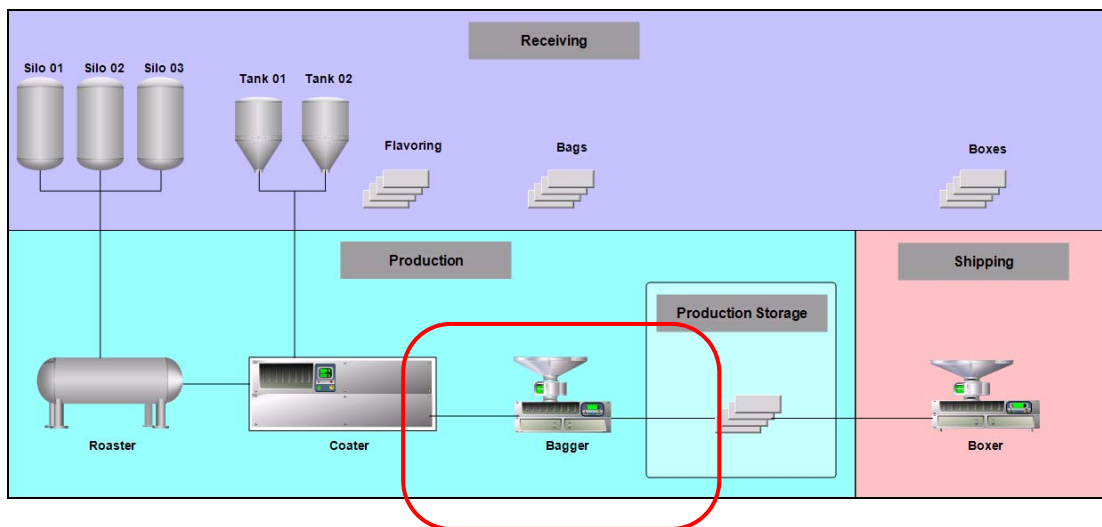 Receiving
Silo 01
Silo 02
Silo 03
Tank 01
Tank 02
Flavoring
Bags
Boxes
Production
Shipping
Production Storage
Roaster
Coater
Bagger
Boxer